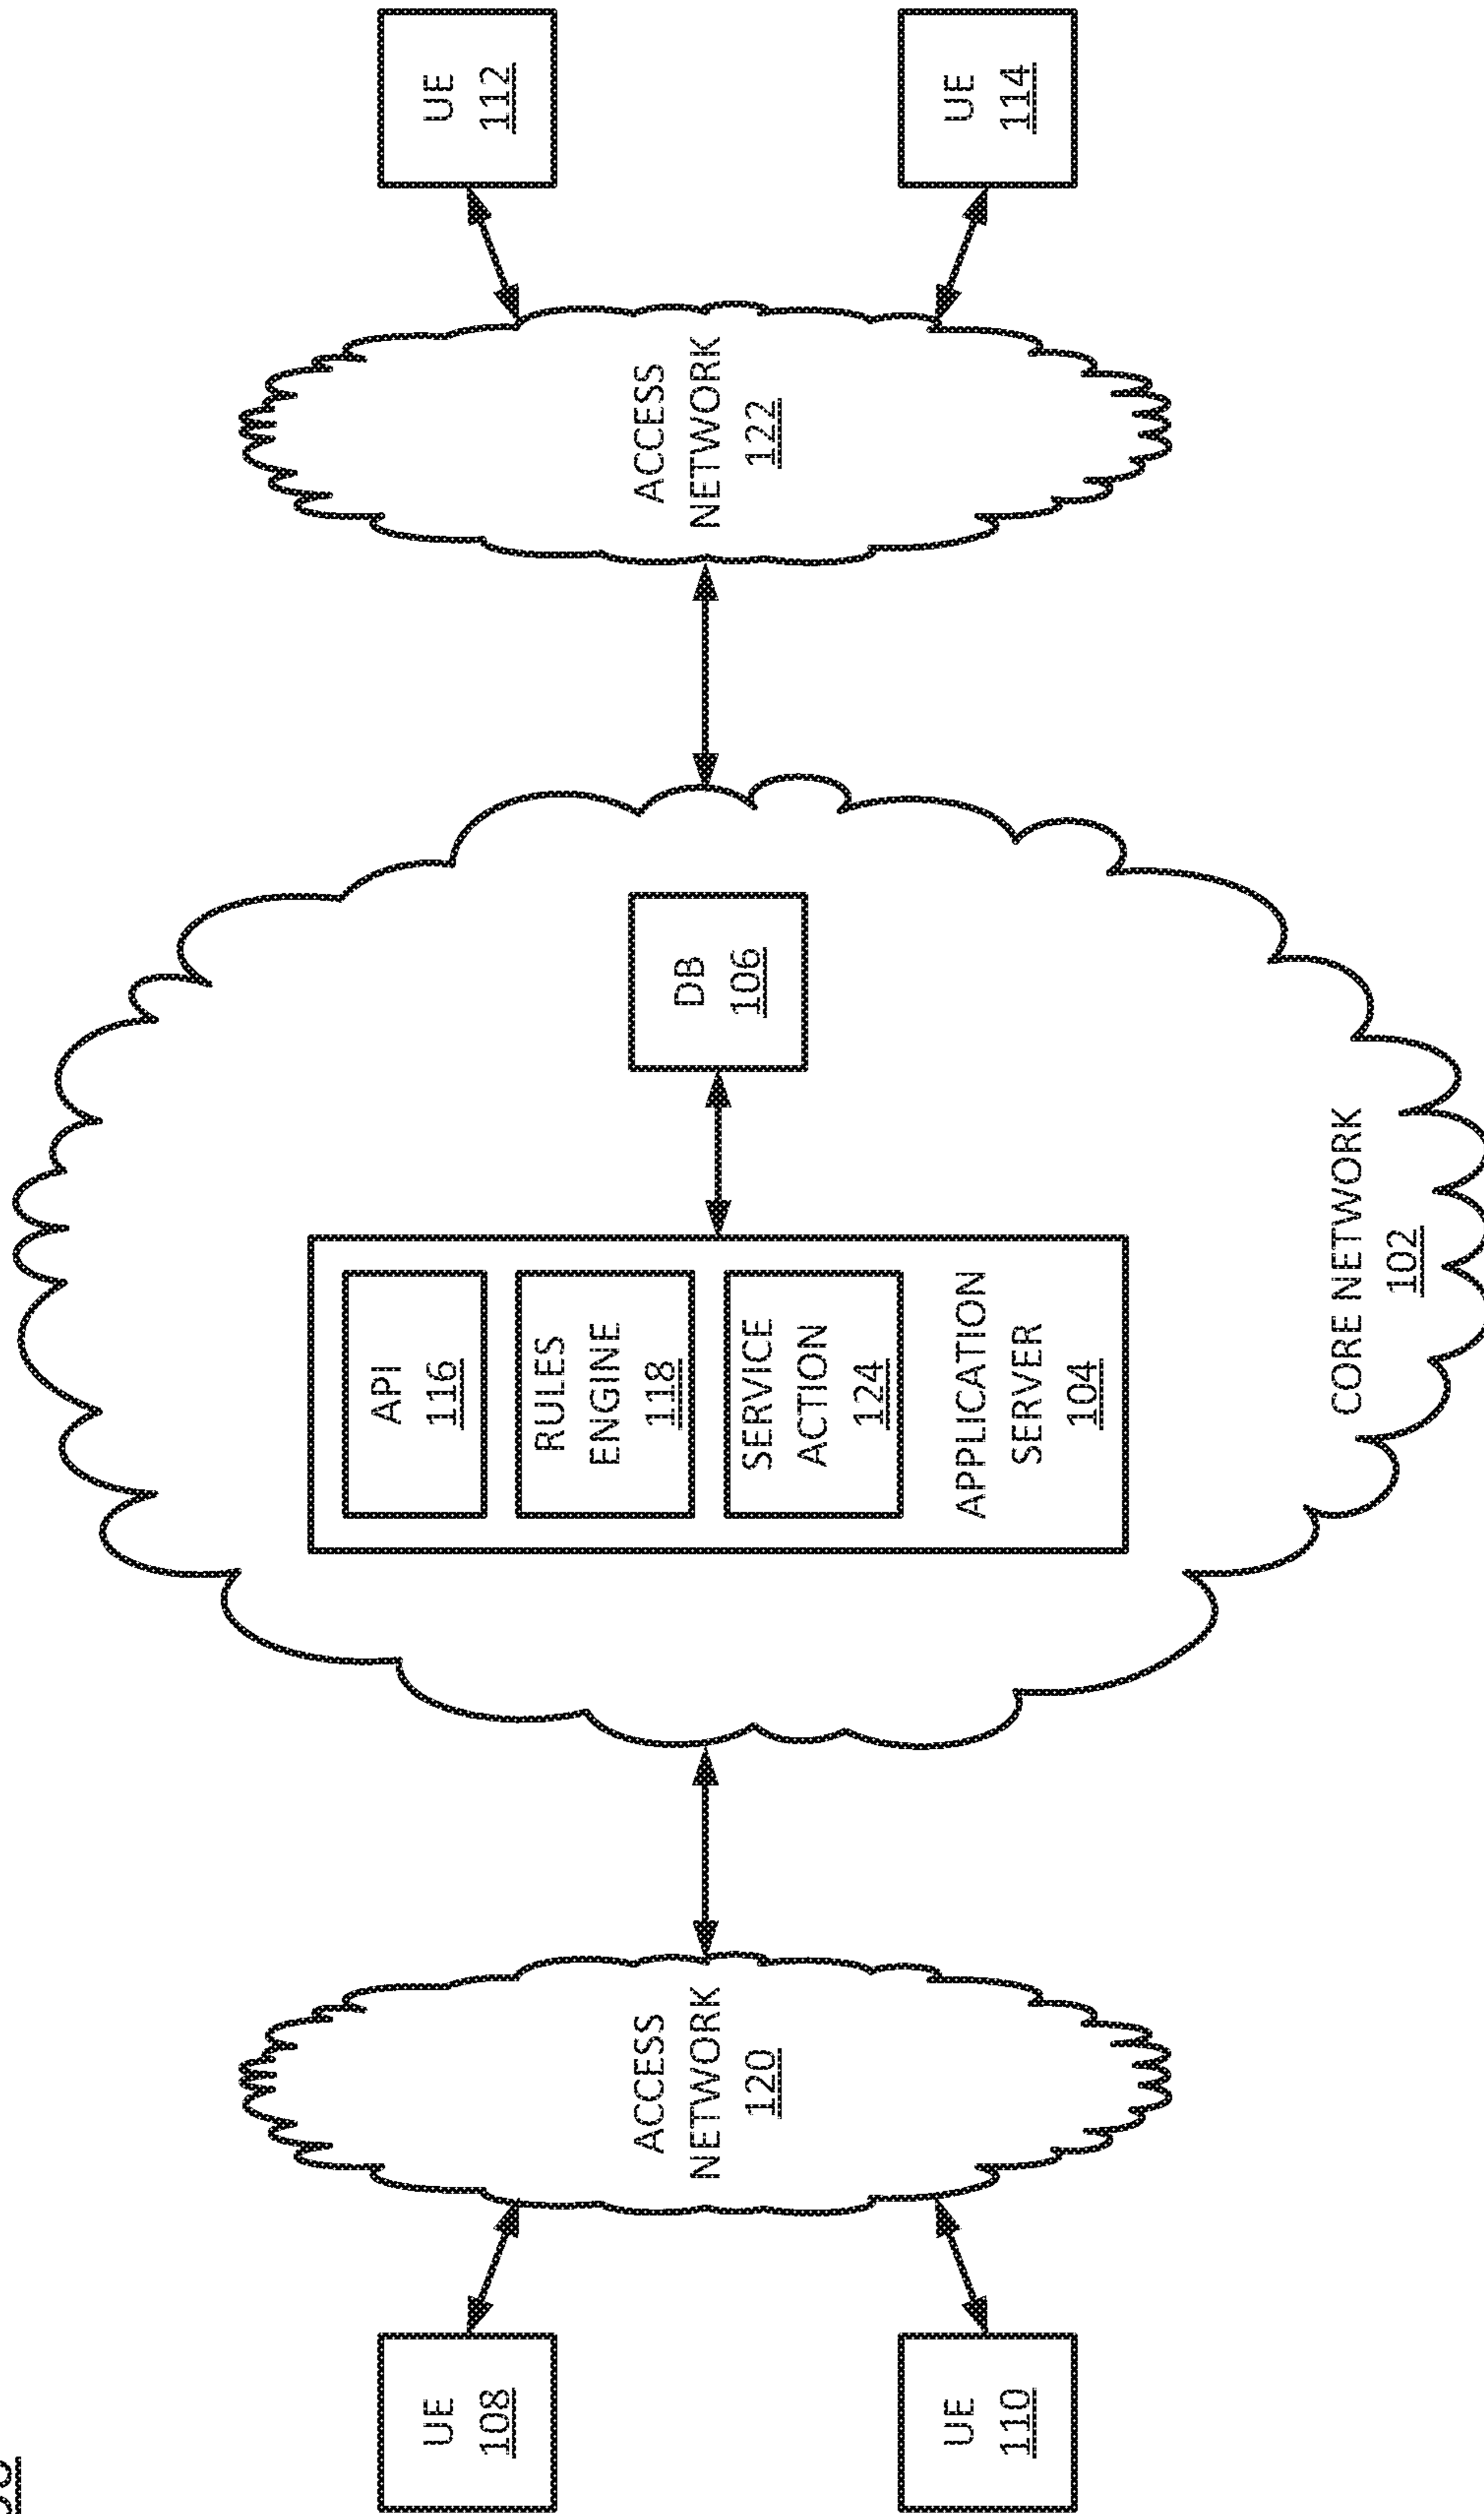 UE
108
UE
110
ACCESS
NETWORK
120
API
116
RULES
ENGINE
118
SERVICE
ACTION
124
APPLICATION
SERVER
104
DB
106
CORE NETWORK
102
ACCESS
NETWORK
122
UE
112
UE
114